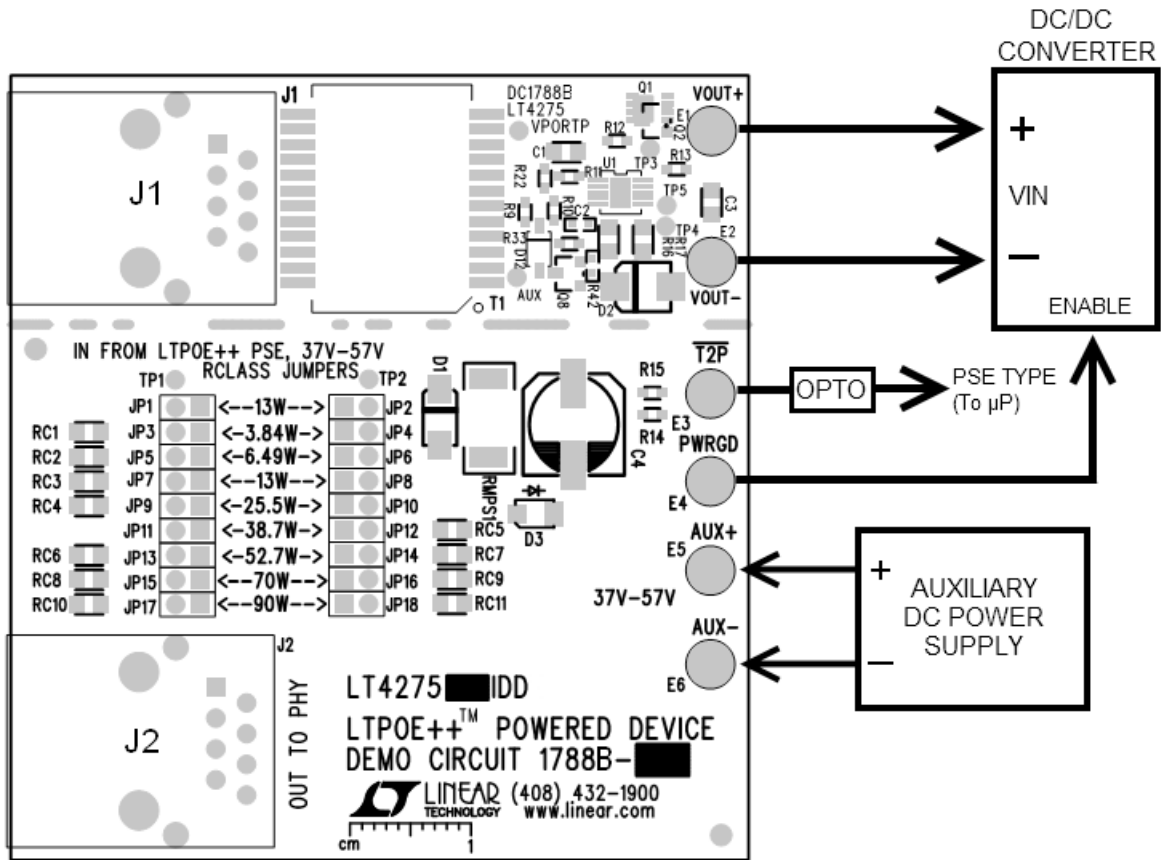 DC/DC
CONVERTER
+
VIN
−
ENABLE
J1
J1
DC1788B
LT4275
VPORTP
Q1
VOUT+
E1
Q2
R12
C1
U1
TP3
R13
R22
R11
TP5
C3
R9
R10
C2
TP4
E2
R33
D12
R16
R17
AUX
Q8
R42
D2
VOUT-
T1
IN FROM LTPOE++ PSE, 37V-57V
RCLASS JUMPERS
TP1
TP2
JP1 <--13W--> JP2
RC1 JP3 <-3.84W-> JP4
RC2 JP5 <-6.49W-> JP6
RC3 JP7 <--13W--> JP8
RC4 JP9 <-25.5W-> JP10
JP11 <-38.7W-> JP12 RC5
RC6 JP13 <-52.7W-> JP14 RC7
RC8 JP15 <--70W--> JP16 RC9
RC10 JP17 <--90W--> JP18 RC11
D1
RMPS1
C4
D3
R15
R14
T2P
E3
OPTO
PSE TYPE
(To µP)
PWRGD
E4
AUX+
E5
37V-57V
AUX-
E6
+
AUXILIARY
DC POWER
SUPPLY
−
J2
J2
OUT TO PHY
LT4275 IDD
LTPOE++™ POWERED DEVICE
DEMO CIRCUIT 1788B-
LINEAR (408) 432-1900
TECHNOLOGY www.linear.com
cm 1